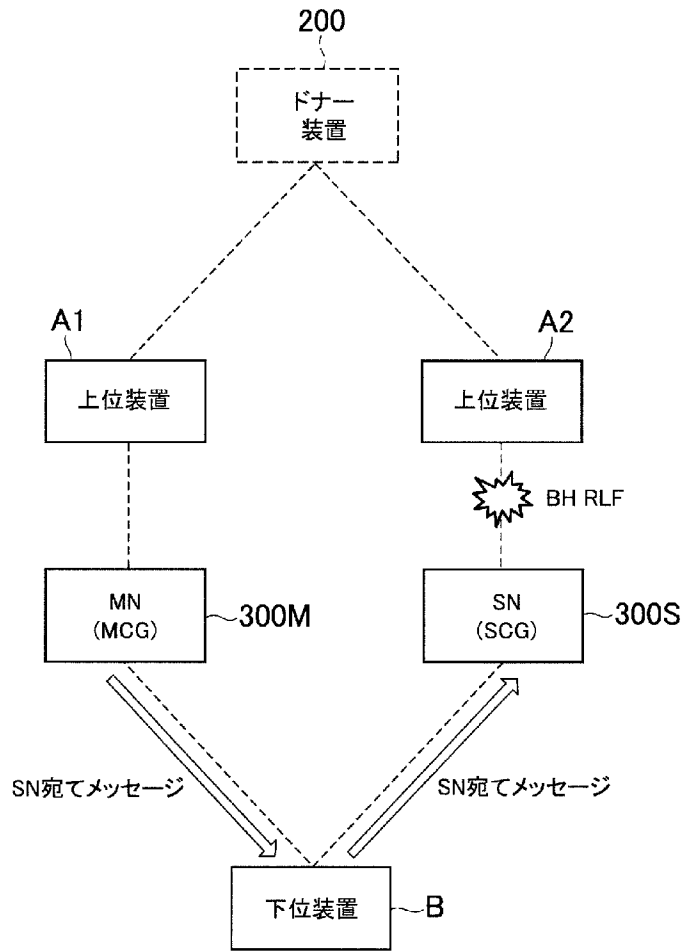 200
ドナー
装置
A1
A2
上位装置
上位装置
BH RLF
MN
(MCG)
300M
SN
(SCG)
300S
SN宛てメッセージ
SN宛てメッセージ
下位装置
B